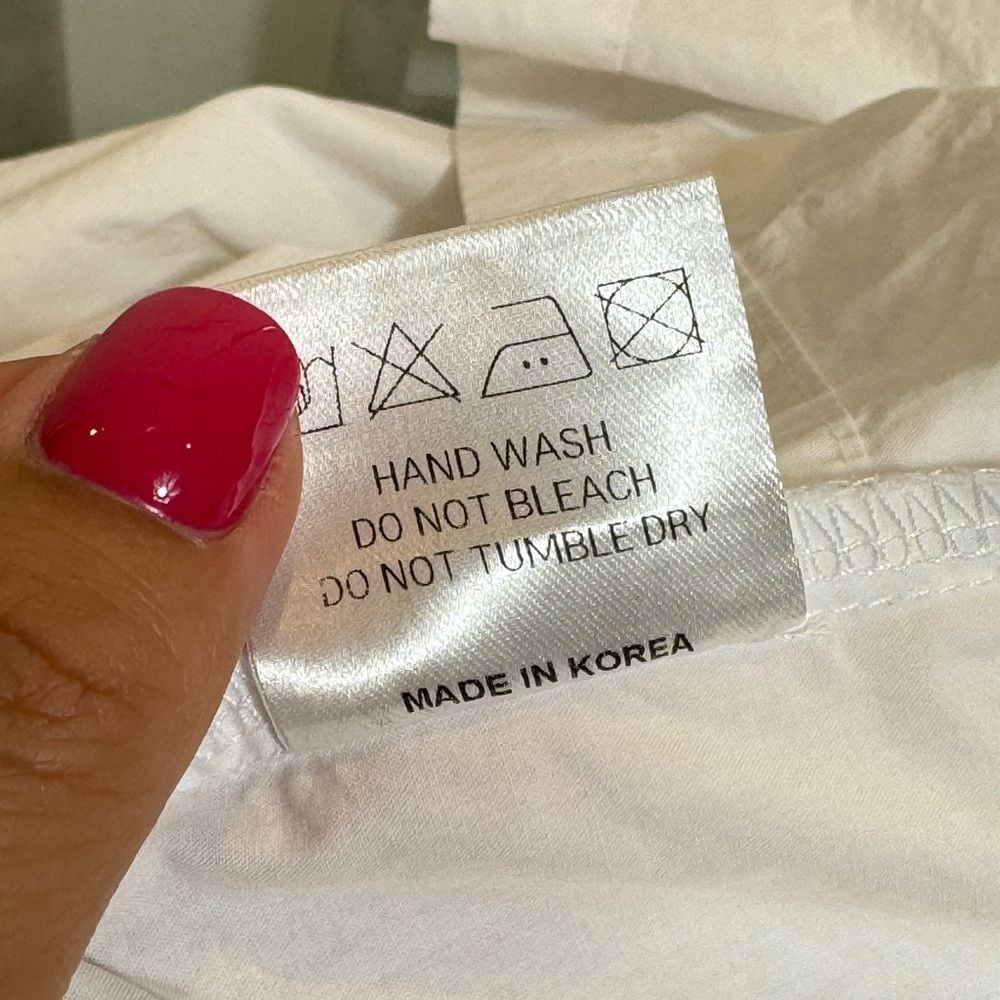 HAND WASH
DO NOT BLEACH
DO NOT TUMBLE DRY
MADE IN KOREA